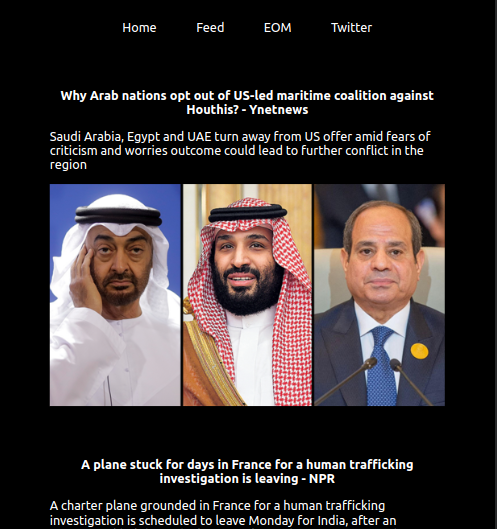 Home Feed EOM Twitter
Why Arab nations opt out of US-led maritime coalition against
Houthis? - Ynetnews
Saudi Arabia, Egypt and UAE turn away from US offer amid fears of
criticism and worries outcome could lead to further conflict in the
region
A plane stuck for days in France for a human trafficking
investigation is leaving - NPR
A charter plane grounded in France for a human trafficking
investigation is scheduled to leave Monday for India, after an